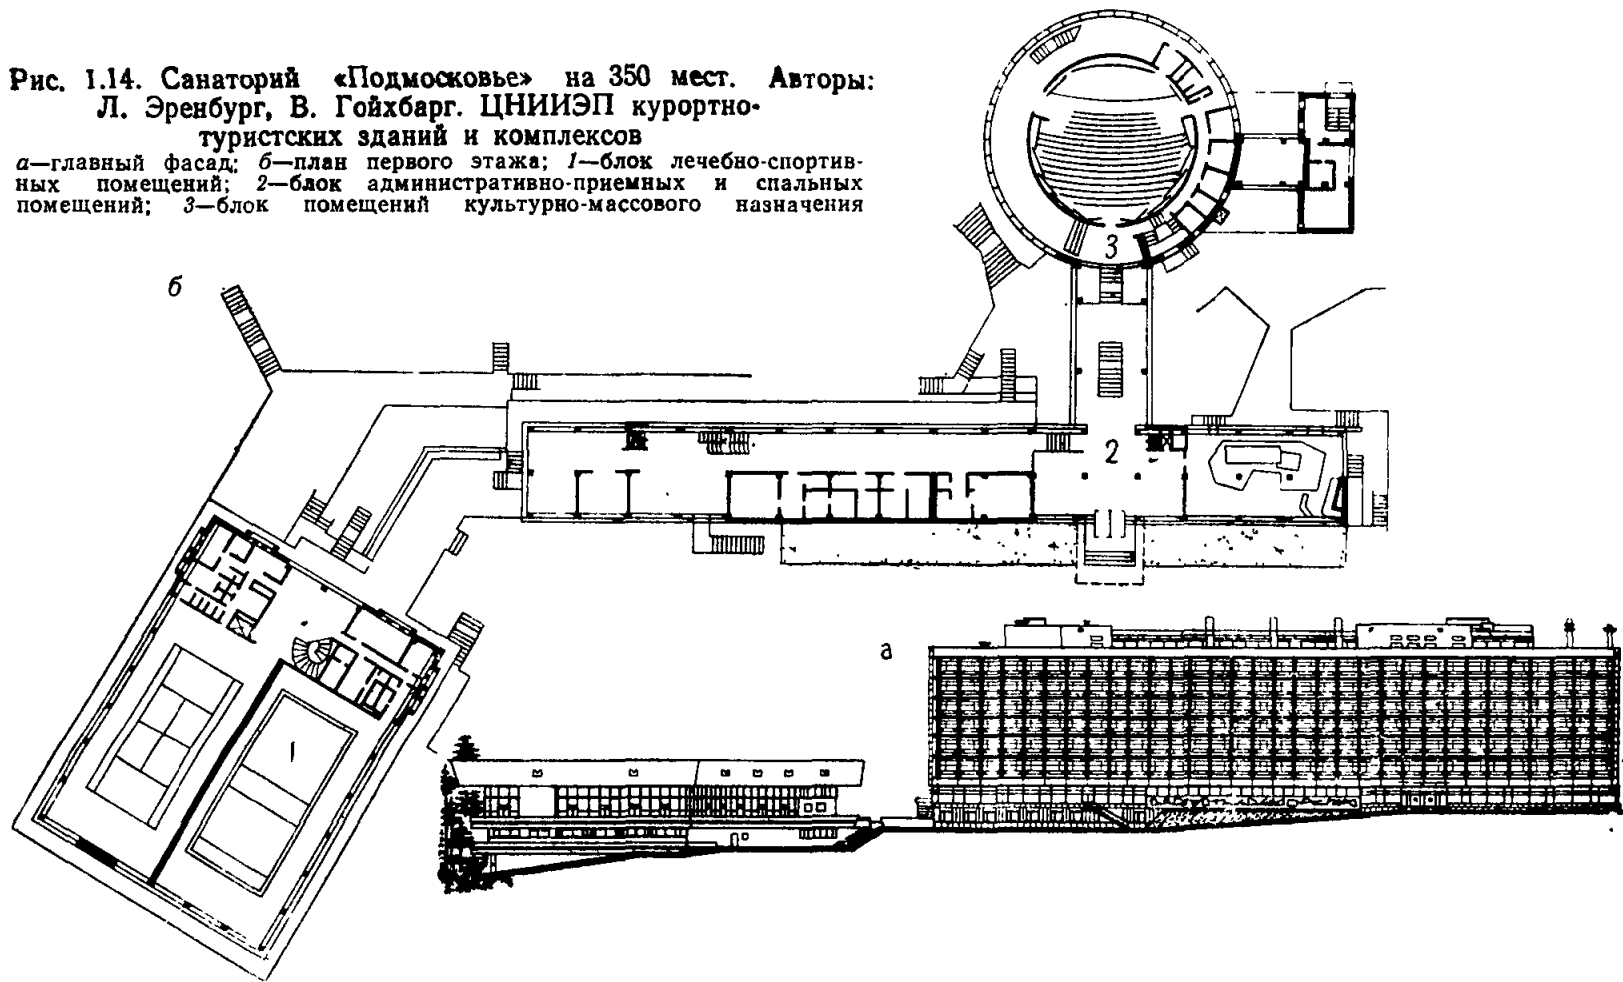 Рис. 1.14. Санаторий «Подмосковье» на 350 мест. Авторы:
Л. Эренбург, В. Гойхбарг. ЦНИИЭП курортно-
туристских зданий и комплексов
а—главный фасад; б—план первого этажа; 1—блок лечебно-спортив-
ных помещений; 2—блок административно-приемных и спальных
помещений; 3—блок помещений культурно-массового назначения
3
б
2
а
1